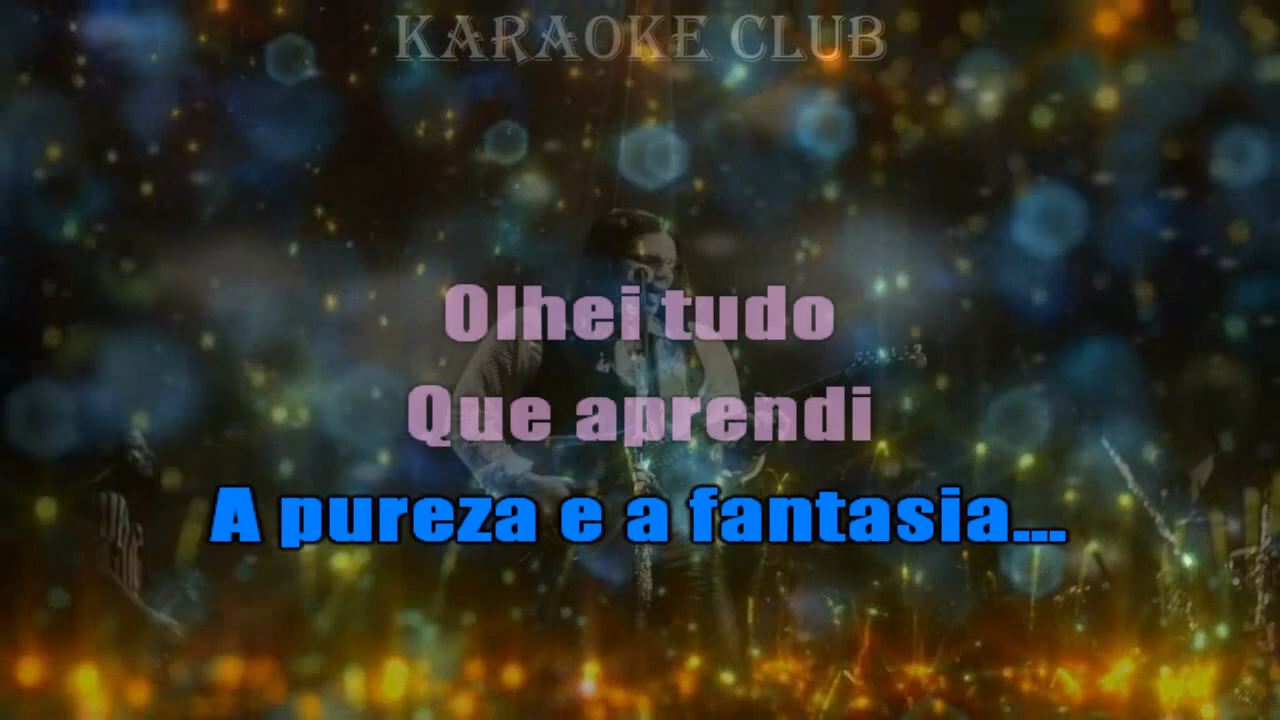 KARAOKE CLUB
Olhei tudo
Que aprendi
A pureza e a fantasia...